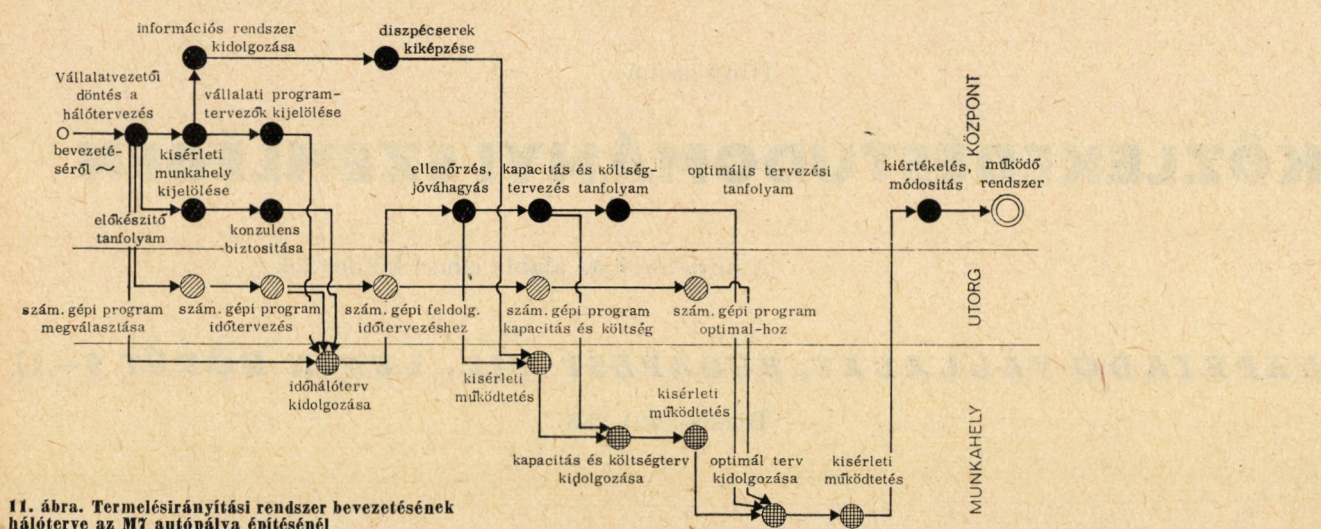 információs rendszer
kidolgozása
diszpécserek
kiképzése
Vállalatvezetői
döntés a
hálótervezés
bevezeté-
séről ~
vállalati program-
tervezők kijelölése
kisérleti
munkahely
kijelölése
előkészitő
tanfolyam
konzulens
biztositása
ellenőrzés,
jóváhagyás
kapacitás és költség-
tervezés tanfolyam
optimális tervezési
tanfolyam
kiértékelés,
módositás
működő
rendszer
KÖZPONT
szám. gépi program
megválasztása
szám. gépi program
időtervezés
szám. gépi feldolg.
időtervezéshez
szám. gépi program
kapacitás és költség
szám. gépi program
optimal-hoz
UTORG
időhálóterv
kidolgozása
kisérleti
működtetés
kisérleti
működtetés
kapacitás és költségterv
kidolgozása
optimál terv
kidolgozása
kisérleti
működtetés
MUNKAHELY
11. ábra. Termelésirányítási rendszer bevezetésének
hálóterve az M7 autópálya építésénél